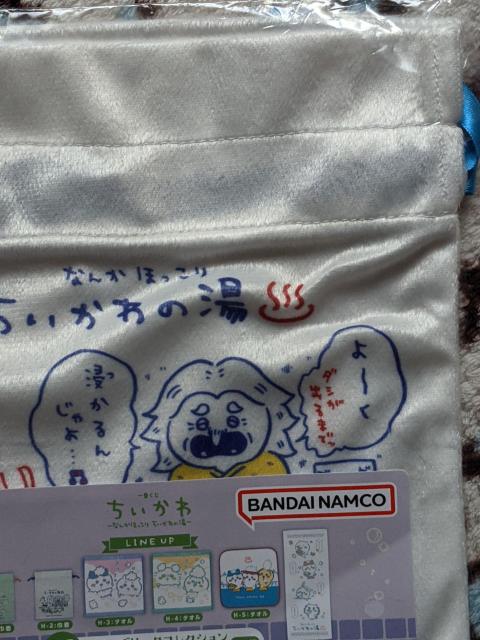 なんかほっこり
ちいかわの湯
よーく
ダシが
出るまでッ
浸かるん
じゃよ…♪
一番くじ
ちいかわ
～なんかほっこり ちいかわの湯～
LINE UP
BANDAI NAMCO
H-2:巾着
H-3:タオル
H-4:タオル
H-5:タオル